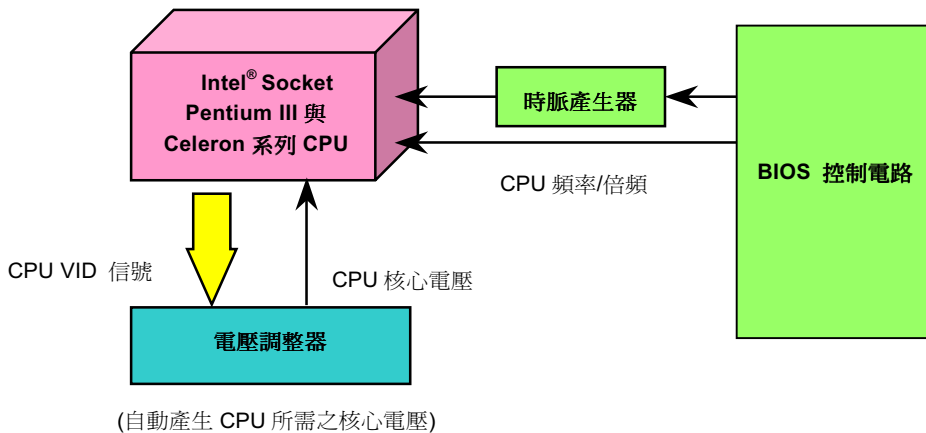 Intel® Socket
Pentium III 與
Celeron 系列 CPU
時脈產生器
BIOS 控制電路
CPU 頻率/倍頻
CPU VID 信號
CPU 核心電壓
電壓調整器
(自動產生 CPU 所需之核心電壓)